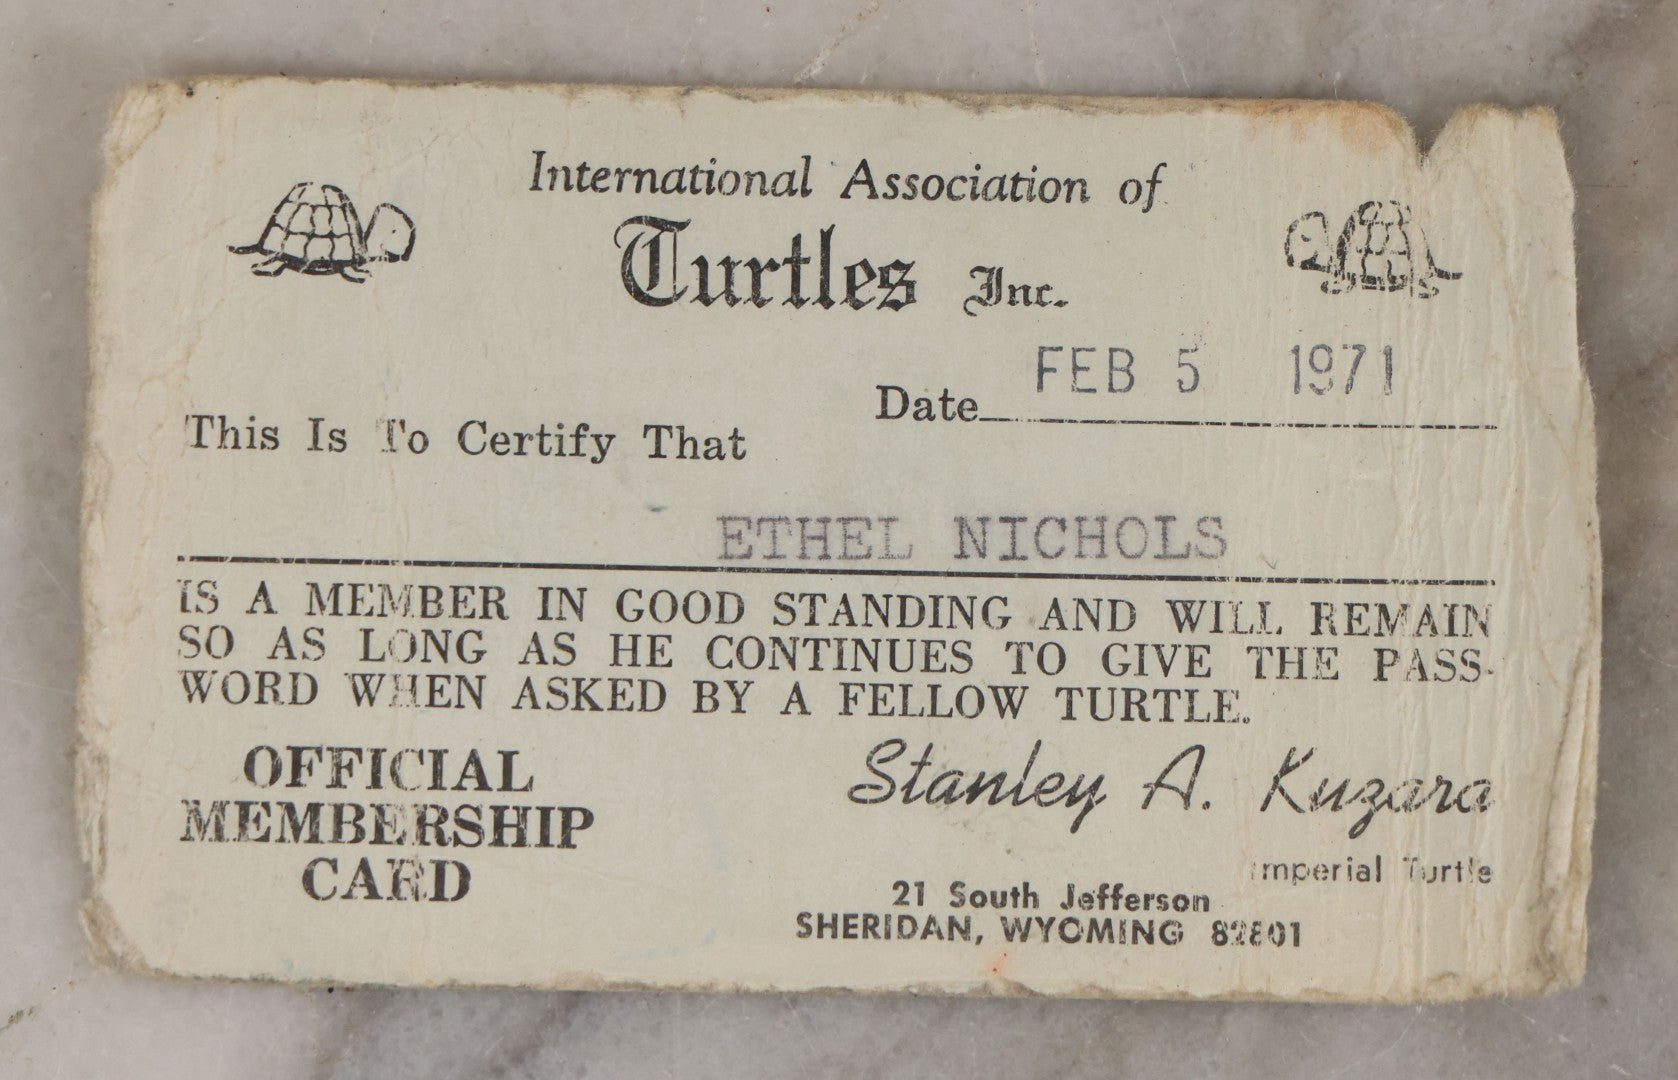 International Association of
Turtles Inc.
Date FEB 5 1971
This Is To Certify That
ETHEL NICHOLS
IS A MEMBER IN GOOD STANDING AND WILL REMAIN
SO AS LONG AS HE CONTINUES TO GIVE THE PASS-
WORD WHEN ASKED BY A FELLOW TURTLE.
OFFICIAL
MEMBERSHIP
CARD
Stanley A. Kuzara
Imperial Turtle
21 South Jefferson
SHERIDAN, WYOMING 82801